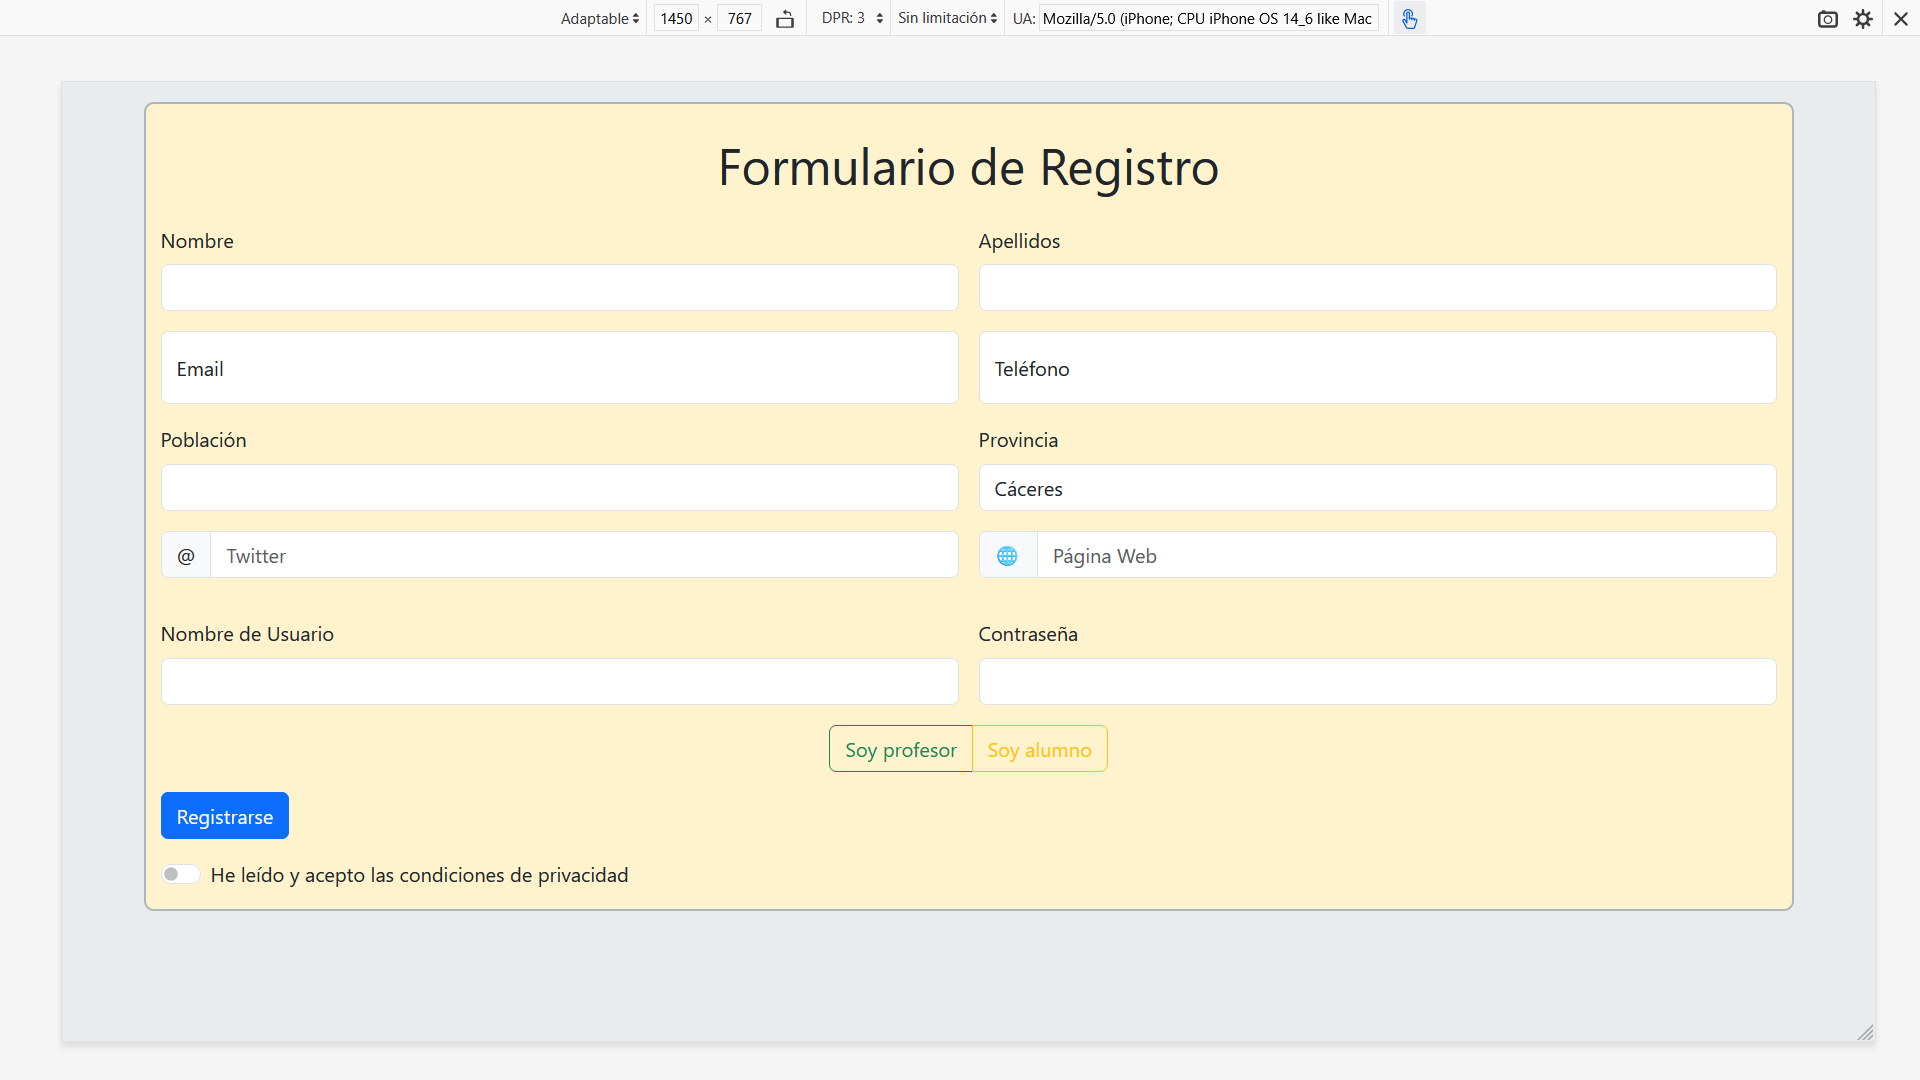 Adaptable 1450 × 767 DPR: 3 Sin limitación UA: Mozilla/5.0 (iPhone; CPU iPhone OS 14_6 like Mac
Formulario de Registro
Nombre Apellidos
Email Teléfono
Población Provincia
Cáceres
@ Twitter Página Web
Nombre de Usuario Contraseña
Soy profesor Soy alumno
Registrarse
He leído y acepto las condiciones de privacidad